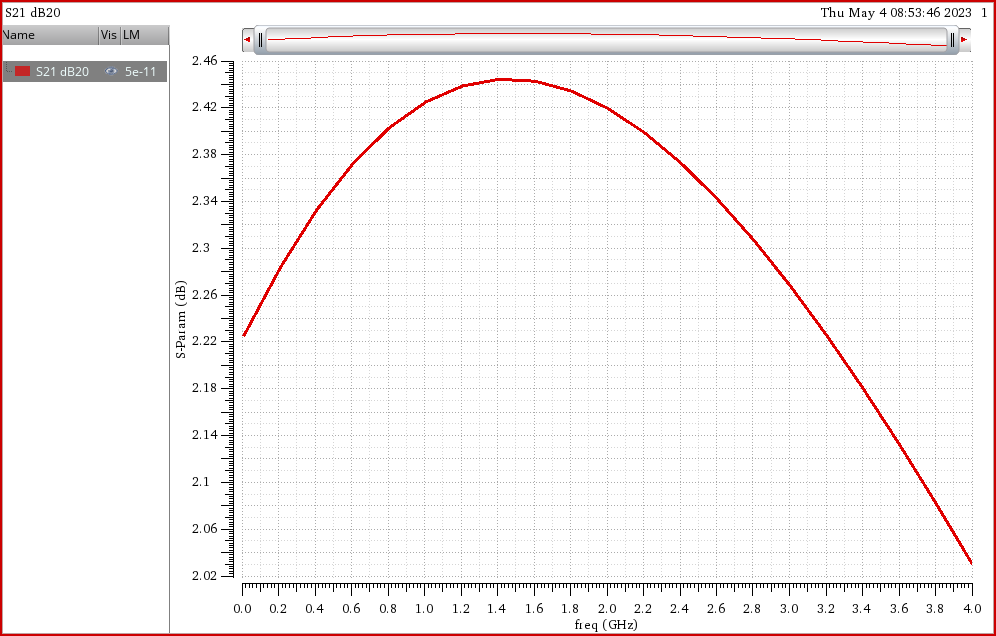 S21 dB20
Thu May 4 08:53:46 2023 1
Name Vis LM
S21 dB20 5e-11
2.46
2.42
2.38
2.34
2.3
2.26
2.22
2.18
2.14
2.1
2.06
2.02
S-Param (dB)
0.0 0.2 0.4 0.6 0.8 1.0 1.2 1.4 1.6 1.8 2.0 2.2 2.4 2.6 2.8 3.0 3.2 3.4 3.6 3.8 4.0
freq (GHz)